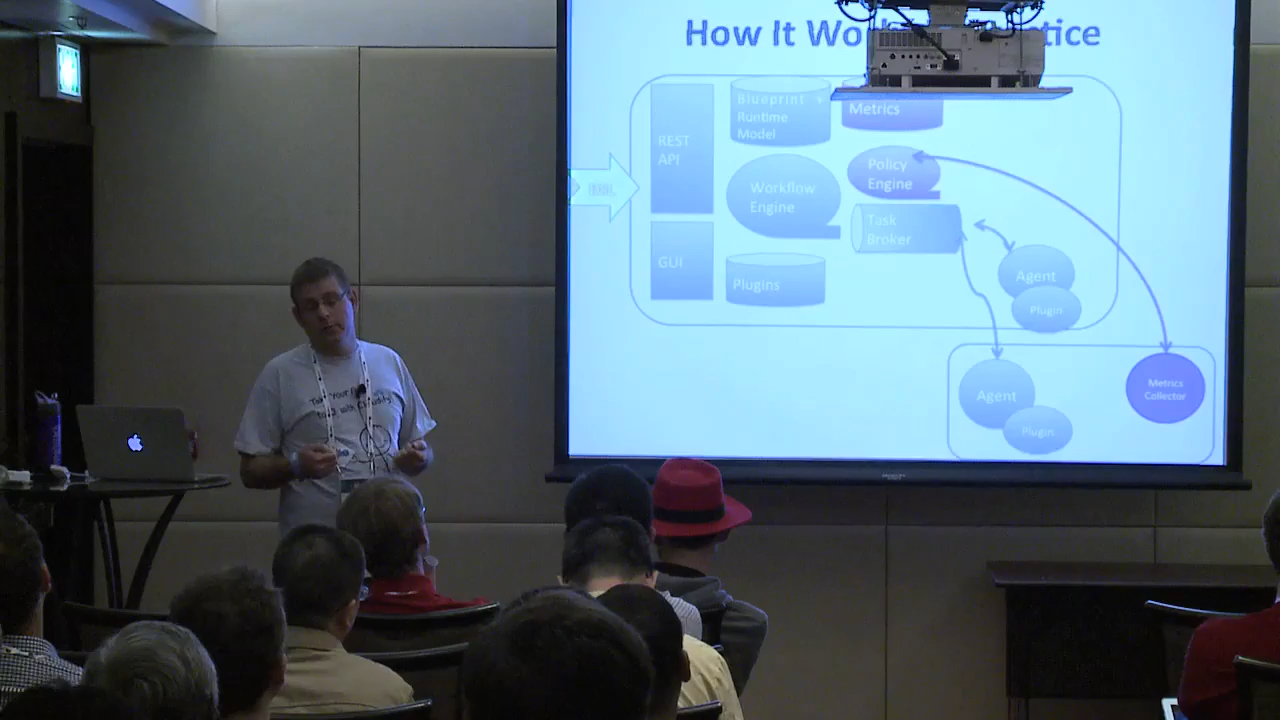 How It Wo tice
Blueprint +
Runtime
Model
Metrics
REST
API
Policy
Engine
Workflow
Engine
Task
Broker
GUI
Plugins
Agent
Plugin
Agent
Plugin
Metrics
Collector